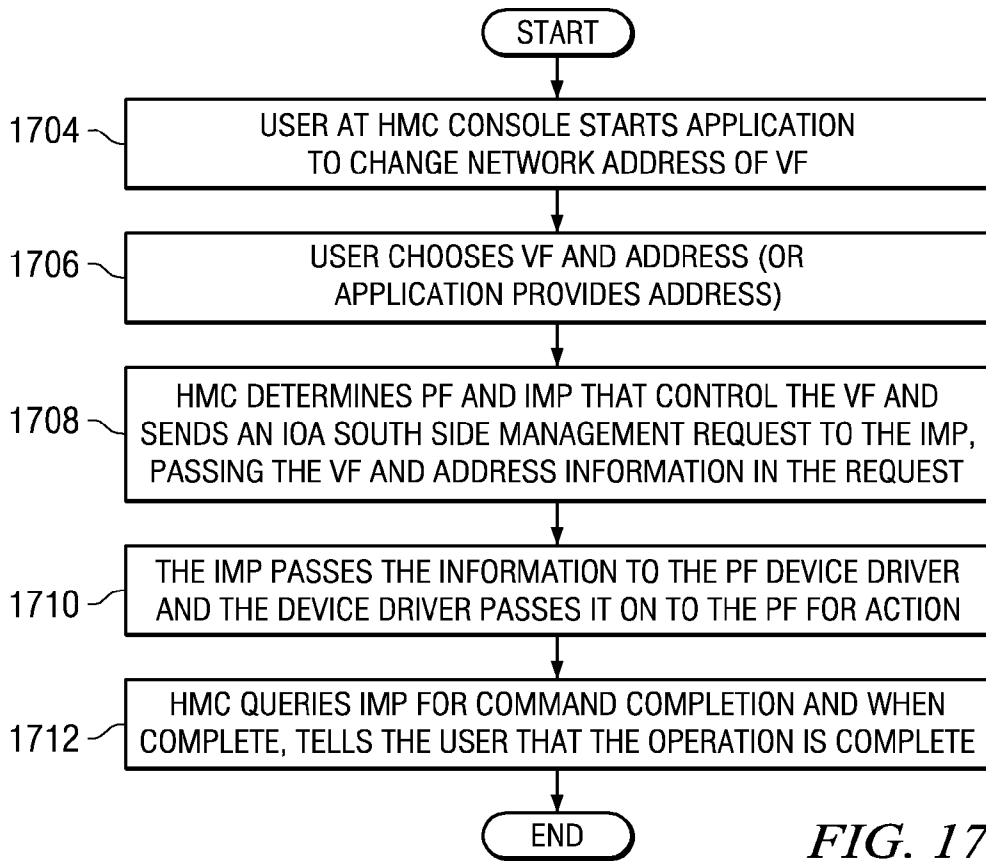 START
1704
USER AT HMC CONSOLE STARTS APPLICATION
TO CHANGE NETWORK ADDRESS OF VF
1706
USER CHOOSES VF AND ADDRESS (OR
APPLICATION PROVIDES ADDRESS)
1708
HMC DETERMINES PF AND IMP THAT CONTROL THE VF AND
SENDS AN IOA SOUTH SIDE MANAGEMENT REQUEST TO THE IMP,
PASSING THE VF AND ADDRESS INFORMATION IN THE REQUEST
1710
THE IMP PASSES THE INFORMATION TO THE PF DEVICE DRIVER
AND THE DEVICE DRIVER PASSES IT ON TO THE PF FOR ACTION
1712
HMC QUERIES IMP FOR COMMAND COMPLETION AND WHEN
COMPLETE, TELLS THE USER THAT THE OPERATION IS COMPLETE
END
FIG. 17